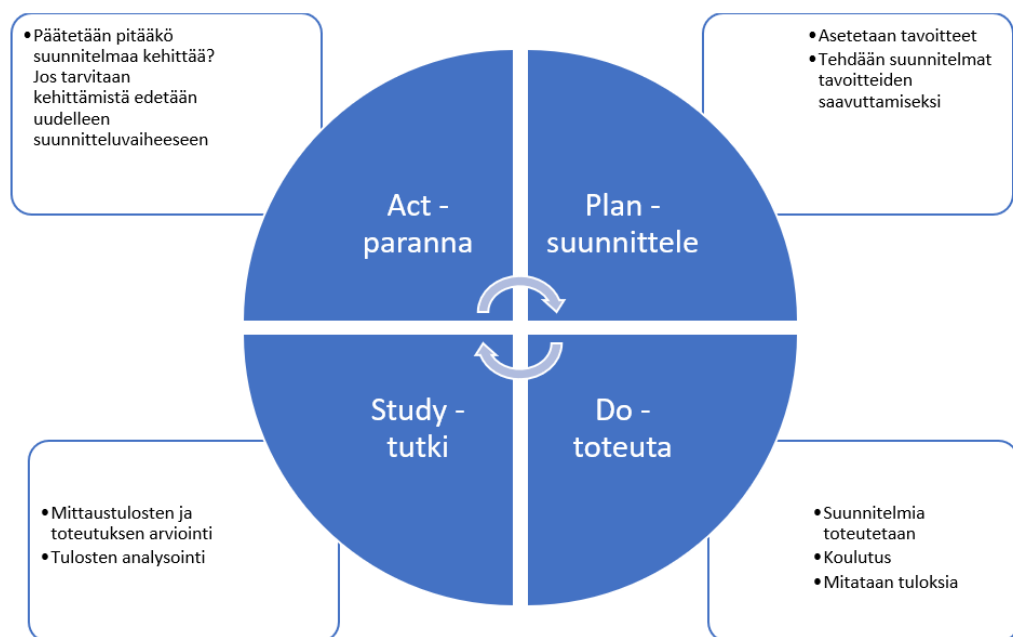 •Päätetään pitääkö
suunnitelmaa kehittää?
Jos tarvitaan
kehittämistä edetään
uudelleen
suunnitteluvaiheeseen
•Asetetaan tavoitteet
•Tehdään suunnitelmat
tavoitteiden
saavuttamiseksi
Act -
paranna
Plan -
suunnittele
Study -
tutki
Do -
toteuta
•Mittaustulosten ja
toteutuksen arviointi
•Tulosten analysointi
•Suunnitelmia
toteutetaan
•Koulutus
•Mitataan tuloksia